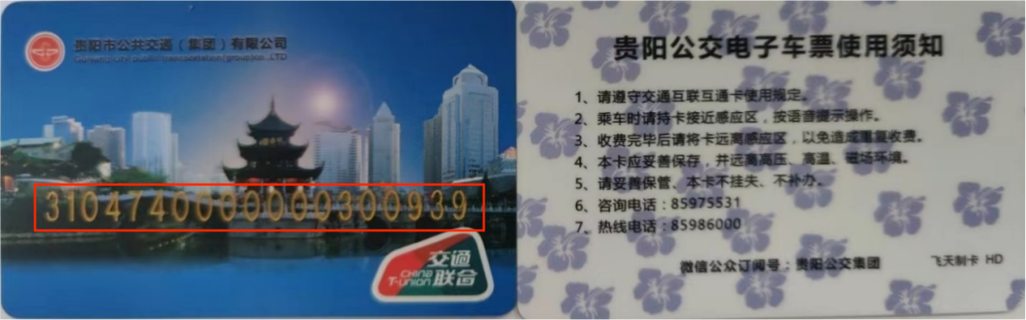 贵阳市公共交通（集团）有限公司
3104740000000300939
交通
联合
CHINA
T-UNION
贵阳公交电子车票使用须知
1、请遵守交通互联互通卡使用规定。
2、乘车时请持卡接近感应区，按语音提示操作。
3、收费完毕后请将卡远离感应区，以免造成重复收费。
4、本卡应妥善保存，并远离高压、高温、磁场环境。
5、请妥善保管、本卡不挂失、不补办。
6、咨询电话：85975531
7、热线电话：85986000
微信公众订阅号：贵阳公交集团
飞天制卡 HD